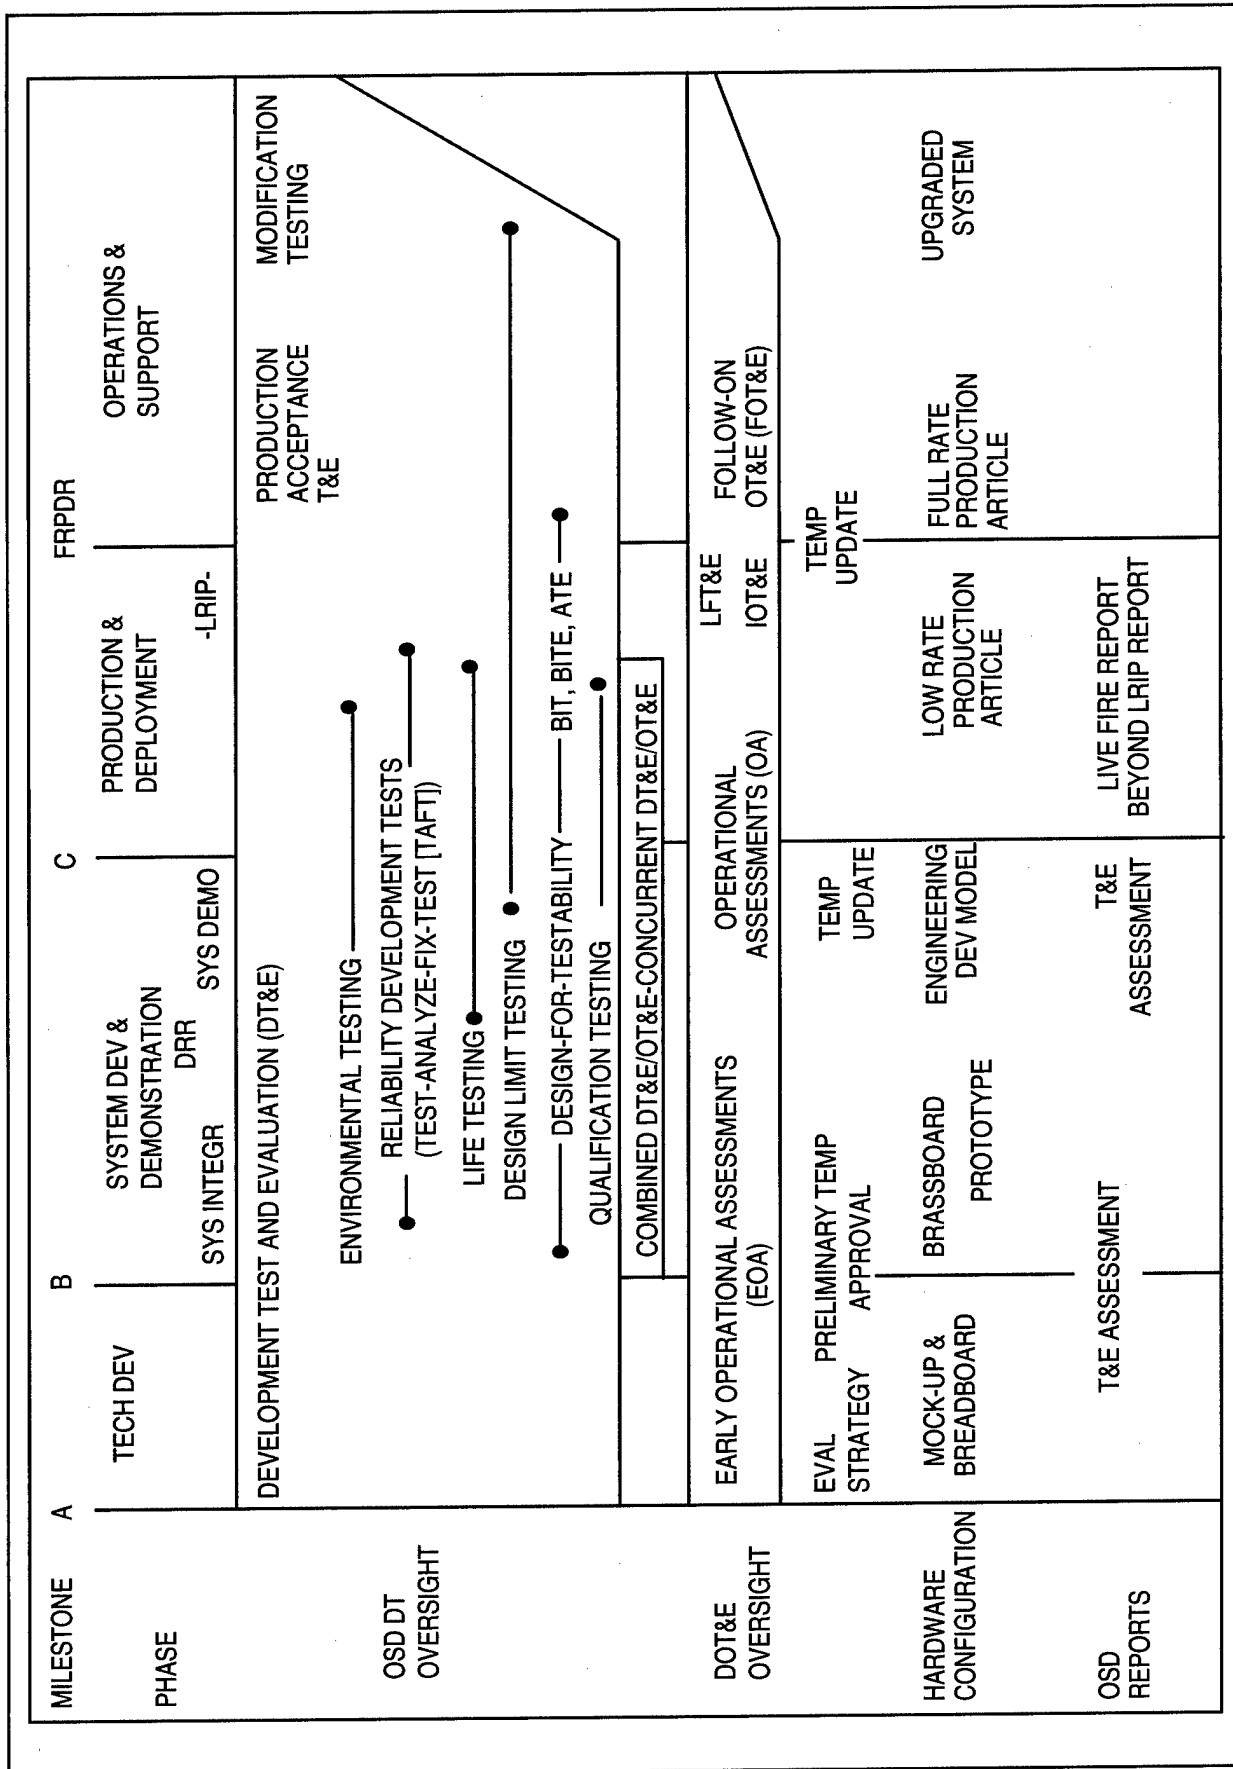 MILESTONE A B C FRPDR
PHASE
TECH DEV
SYSTEM DEV &
DEMONSTRATION
DRR
SYS INTEGR SYS DEMO
PRODUCTION &
DEPLOYMENT
-LRIP-
OPERATIONS &
SUPPORT
OSD DT
OVERSIGHT
DEVELOPMENT TEST AND EVALUATION (DT&E)
PRODUCTION
ACCEPTANCE
T&E
MODIFICATION
TESTING
ENVIRONMENTAL TESTING
RELIABILITY DEVELOPMENT TESTS
(TEST-ANALYZE-FIX-TEST [TAFT])
LIFE TESTING
DESIGN LIMIT TESTING
DESIGN-FOR-TESTABILITY BIT, BITE, ATE
QUALIFICATION TESTING
COMBINED DT&E/OT&E-CONCURRENT DT&E/OT&E
DOT&E
OVERSIGHT
EARLY OPERATIONAL ASSESSMENTS
(EOA)
OPERATIONAL
ASSESSMENTS (OA)
LFT&E
IOT&E
FOLLOW-ON
OT&E (FOT&E)
EVAL
STRATEGY
PRELIMINARY TEMP
APPROVAL
TEMP
UPDATE
TEMP
UPDATE
HARDWARE
CONFIGURATION
MOCK-UP &
BREADBOARD
BRASSBOARD
PROTOTYPE
ENGINEERING
DEV MODEL
LOW RATE
PRODUCTION
ARTICLE
FULL RATE
PRODUCTION
ARTICLE
UPGRADED
SYSTEM
OSD
REPORTS
T&E ASSESSMENT
T&E
ASSESSMENT
LIVE FIRE REPORT
BEYOND LRIP REPORT